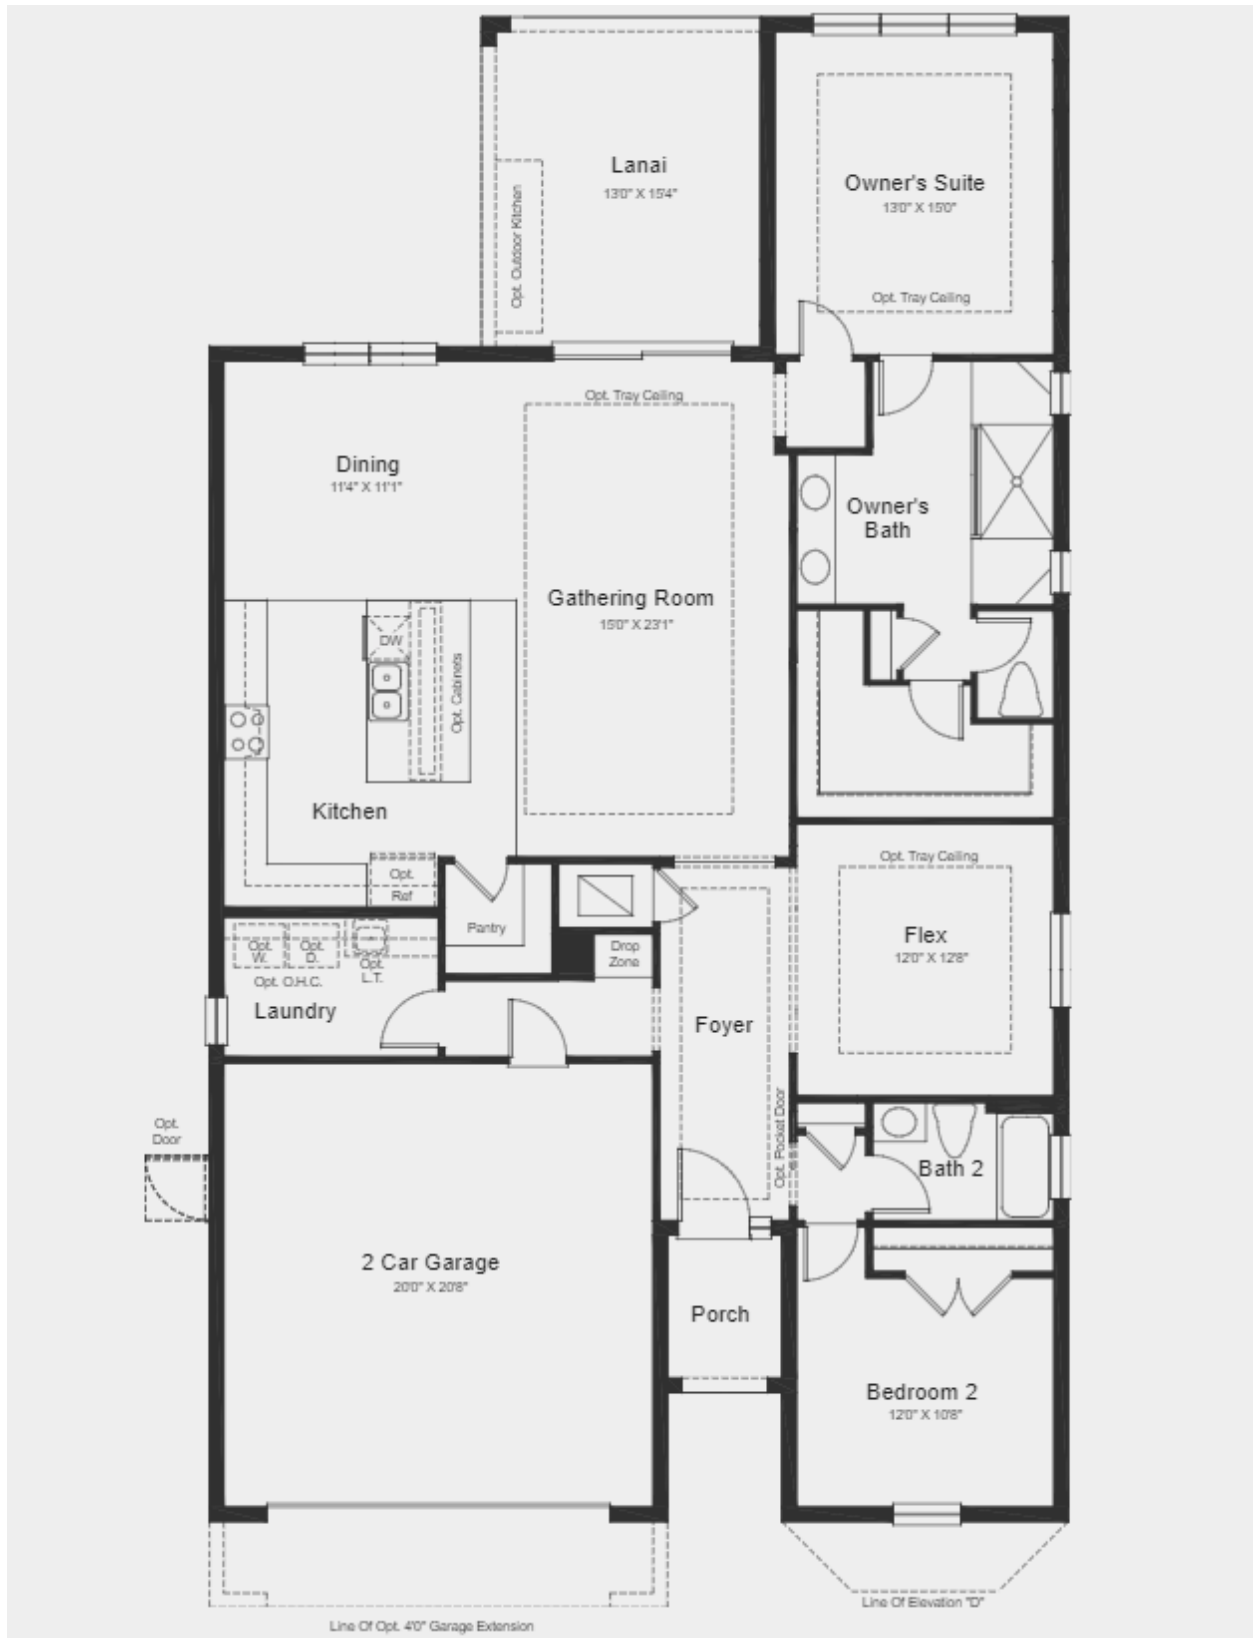 Lanai
13'0" X 15'4"
Opt. Outdoor Kitchen
Owner's Suite
13'0" X 15'0"
Opt. Tray Ceiling
Opt. Tray Ceiling
Dining
11'4" X 11'1"
Owner's
Bath
Gathering Room
15'0" X 23'1"
DW
Opt. Cabinets
Kitchen
Opt.
Ref
Pantry
Opt. Tray Ceiling
Flex
12'0" X 12'8"
Drop
Zone
Opt.
W.
Opt.
D.
Opt.
L.T.
Opt. O.H.C.
Laundry
Foyer
Opt. Pocket Door
Opt.
Door
Bath 2
2 Car Garage
20'0" X 20'8"
Porch
Bedroom 2
12'0" X 10'8"
Line Of Elevation "D"
Line Of Opt. 4'0" Garage Extension